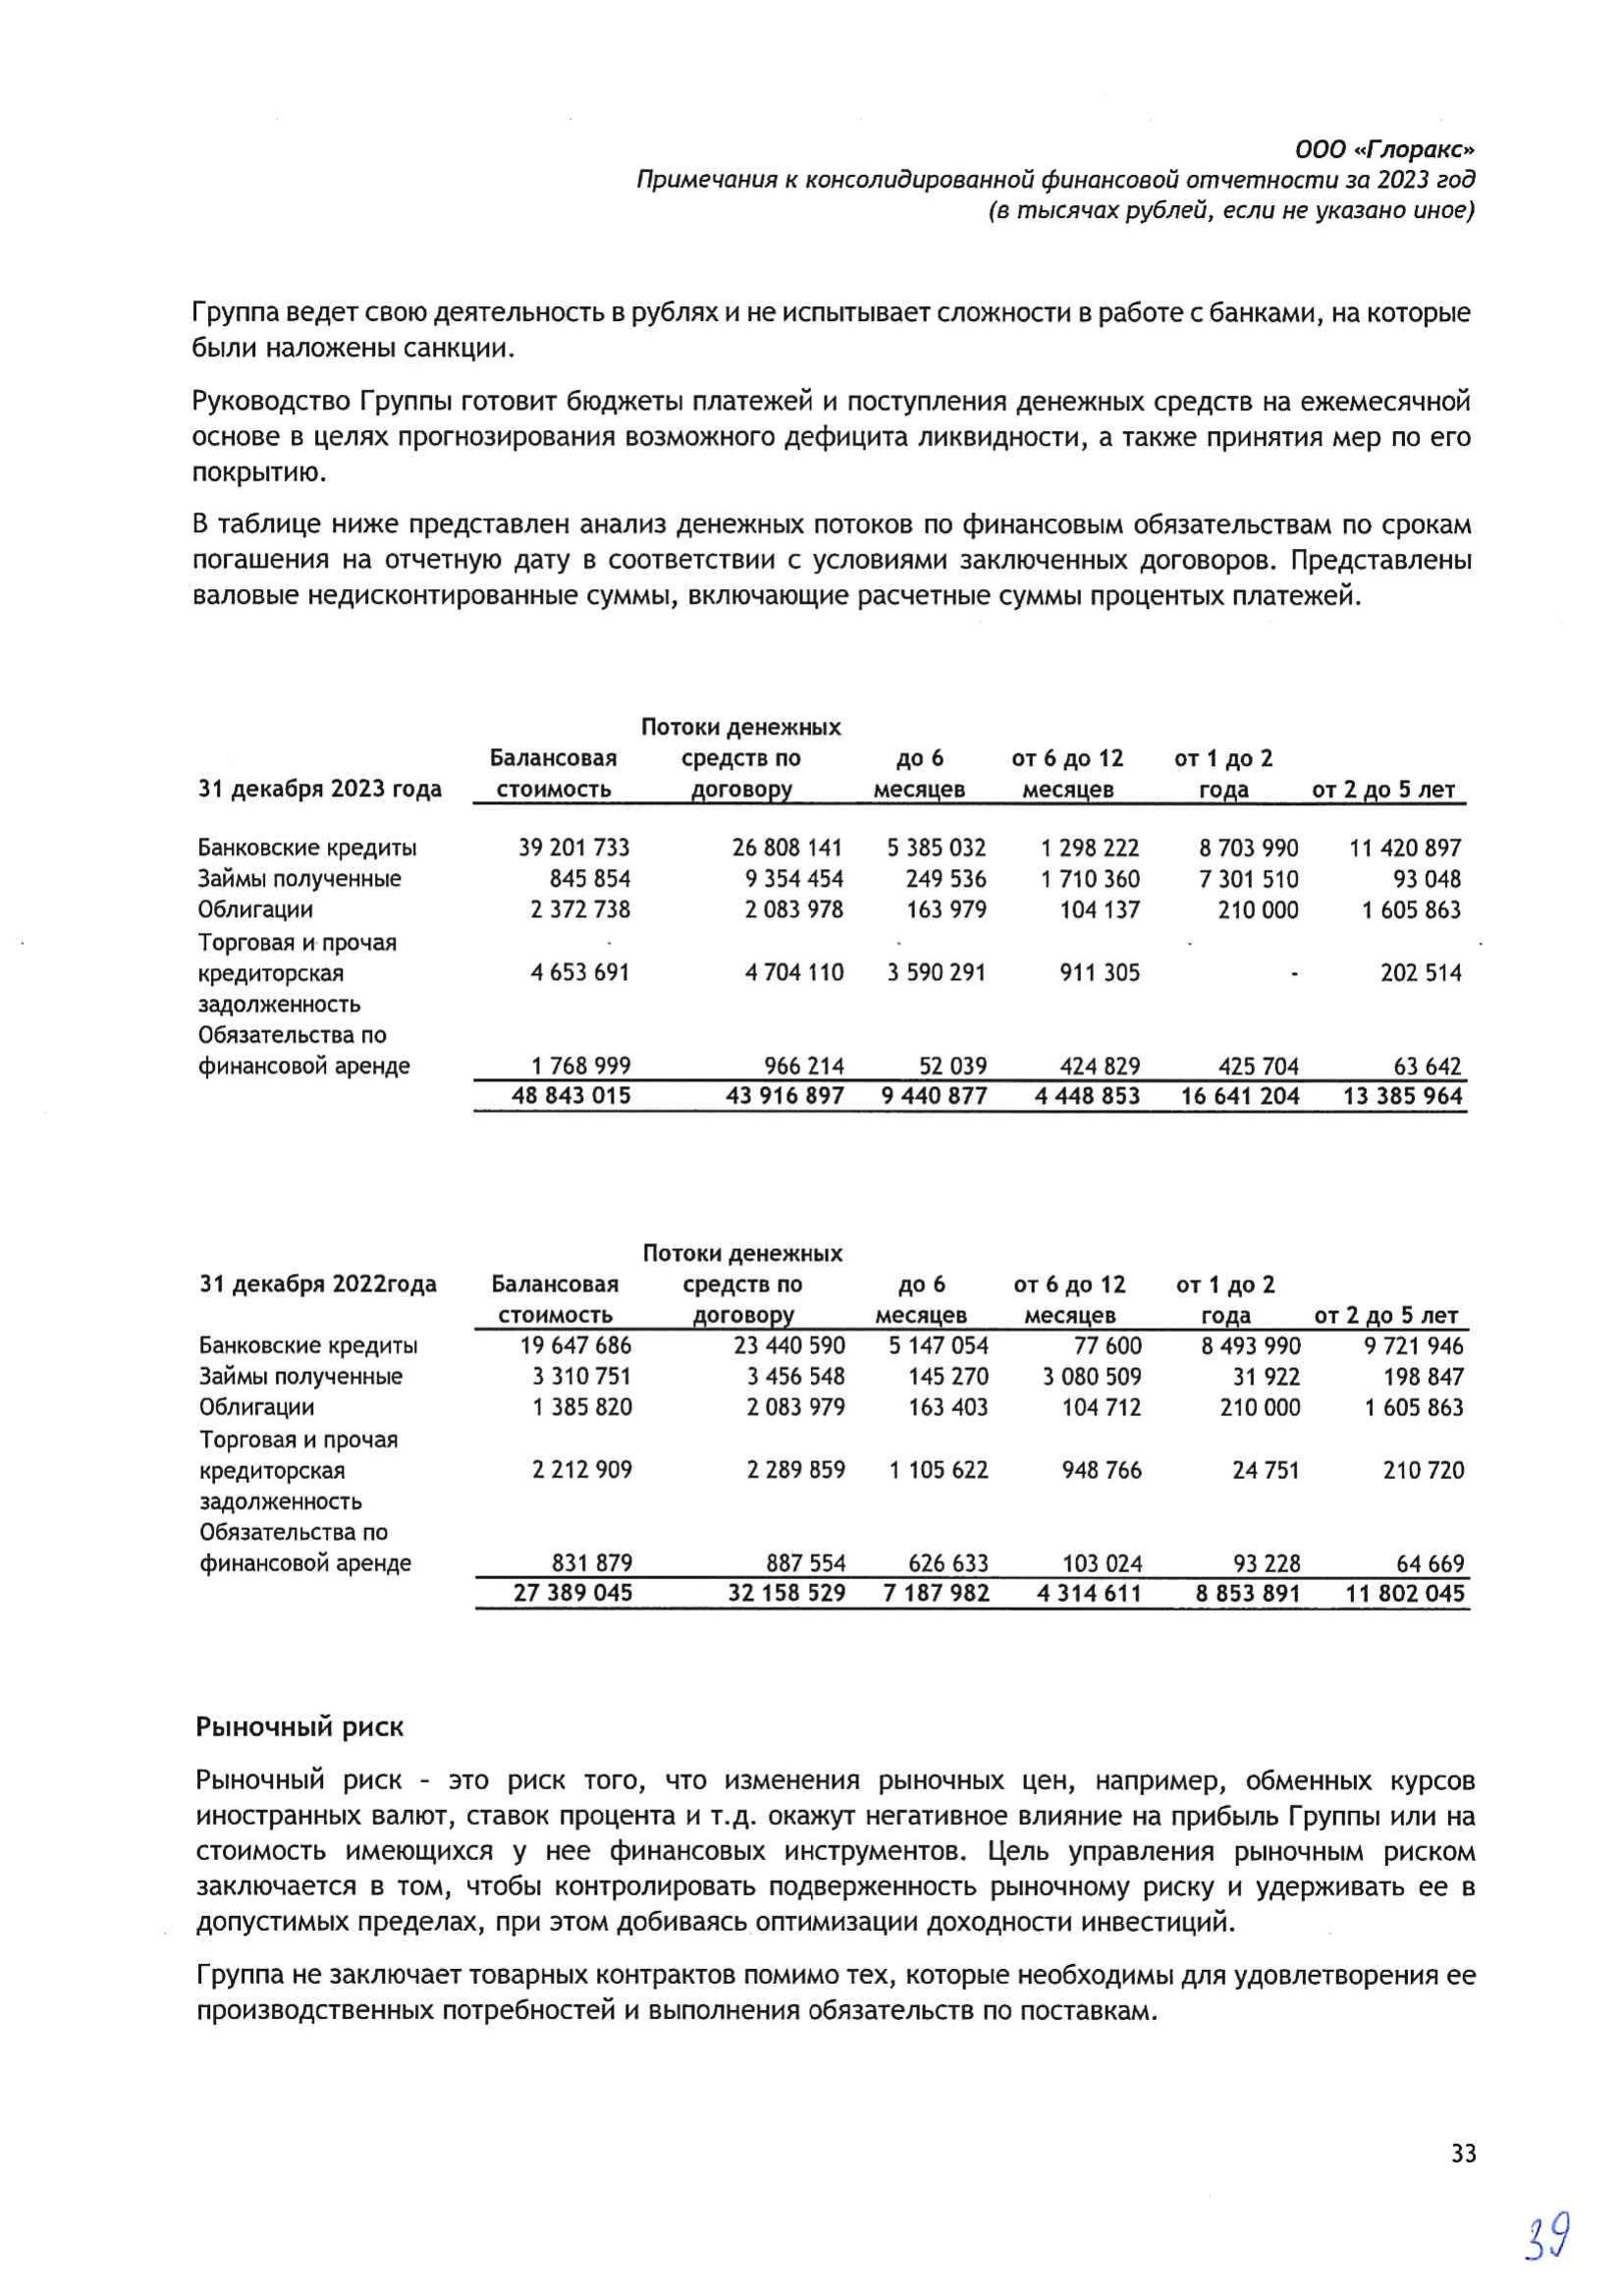 ООО «Глоракс»
Примечания к консолидированной финансовой отчетности за 2023 год
(в тысячах рублей, если не указано иное)
Группа ведет свою деятельность в рублях и не испытывает сложности в работе с банками, на которые
были наложены санкции.
Руководство Группы готовит бюджеты платежей и поступления денежных средств на ежемесячной
основе в целях прогнозирования возможного дефицита ликвидности, а также принятия мер по его
покрытию.
В таблице ниже представлен анализ денежных потоков по финансовым обязательствам по срокам
погашения на отчетную дату в соответствии с условиями заключенных договоров. Представлены
валовые недисконтированные суммы, включающие расчетные суммы процентых платежей.
Потоки денежных
Балансовая средств по до 6 от 6 до 12 от 1 до 2
31 декабря 2023 года стоимость договору месяцев месяцев года от 2 до 5 лет
Банковские кредиты 39 201 733 26 808 141 5 385 032 1 298 222 8 703 990 11 420 897
Займы полученные 845 854 9 354 454 249 536 1 710 360 7 301 510 93 048
Облигации 2 372 738 2 083 978 163 979 104 137 210 000 1 605 863
Торговая и прочая
кредиторская 4 653 691 4 704 110 3 590 291 911 305 - 202 514
задолженность
Обязательства по
финансовой аренде 1 768 999 966 214 52 039 424 829 425 704 63 642
48 843 015 43 916 897 9 440 877 4 448 853 16 641 204 13 385 964
Потоки денежных
31 декабря 2022года Балансовая средств по до 6 от 6 до 12 от 1 до 2
стоимость договору месяцев месяцев года от 2 до 5 лет
Банковские кредиты 19 647 686 23 440 590 5 147 054 77 600 8 493 990 9 721 946
Займы полученные 3 310 751 3 456 548 145 270 3 080 509 31 922 198 847
Облигации 1 385 820 2 083 979 163 403 104 712 210 000 1 605 863
Торговая и прочая
кредиторская 2 212 909 2 289 859 1 105 622 948 766 24 751 210 720
задолженность
Обязательства по
финансовой аренде 831 879 887 554 626 633 103 024 93 228 64 669
27 389 045 32 158 529 7 187 982 4 314 611 8 853 891 11 802 045
Рыночный риск
Рыночный риск - это риск того, что изменения рыночных цен, например, обменных курсов
иностранных валют, ставок процента и т.д. окажут негативное влияние на прибыль Группы или на
стоимость имеющихся у нее финансовых инструментов. Цель управления рыночным риском
заключается в том, чтобы контролировать подверженность рыночному риску и удерживать ее в
допустимых пределах, при этом добиваясь оптимизации доходности инвестиций.
Группа не заключает товарных контрактов помимо тех, которые необходимы для удовлетворения ее
производственных потребностей и выполнения обязательств по поставкам.
33
39